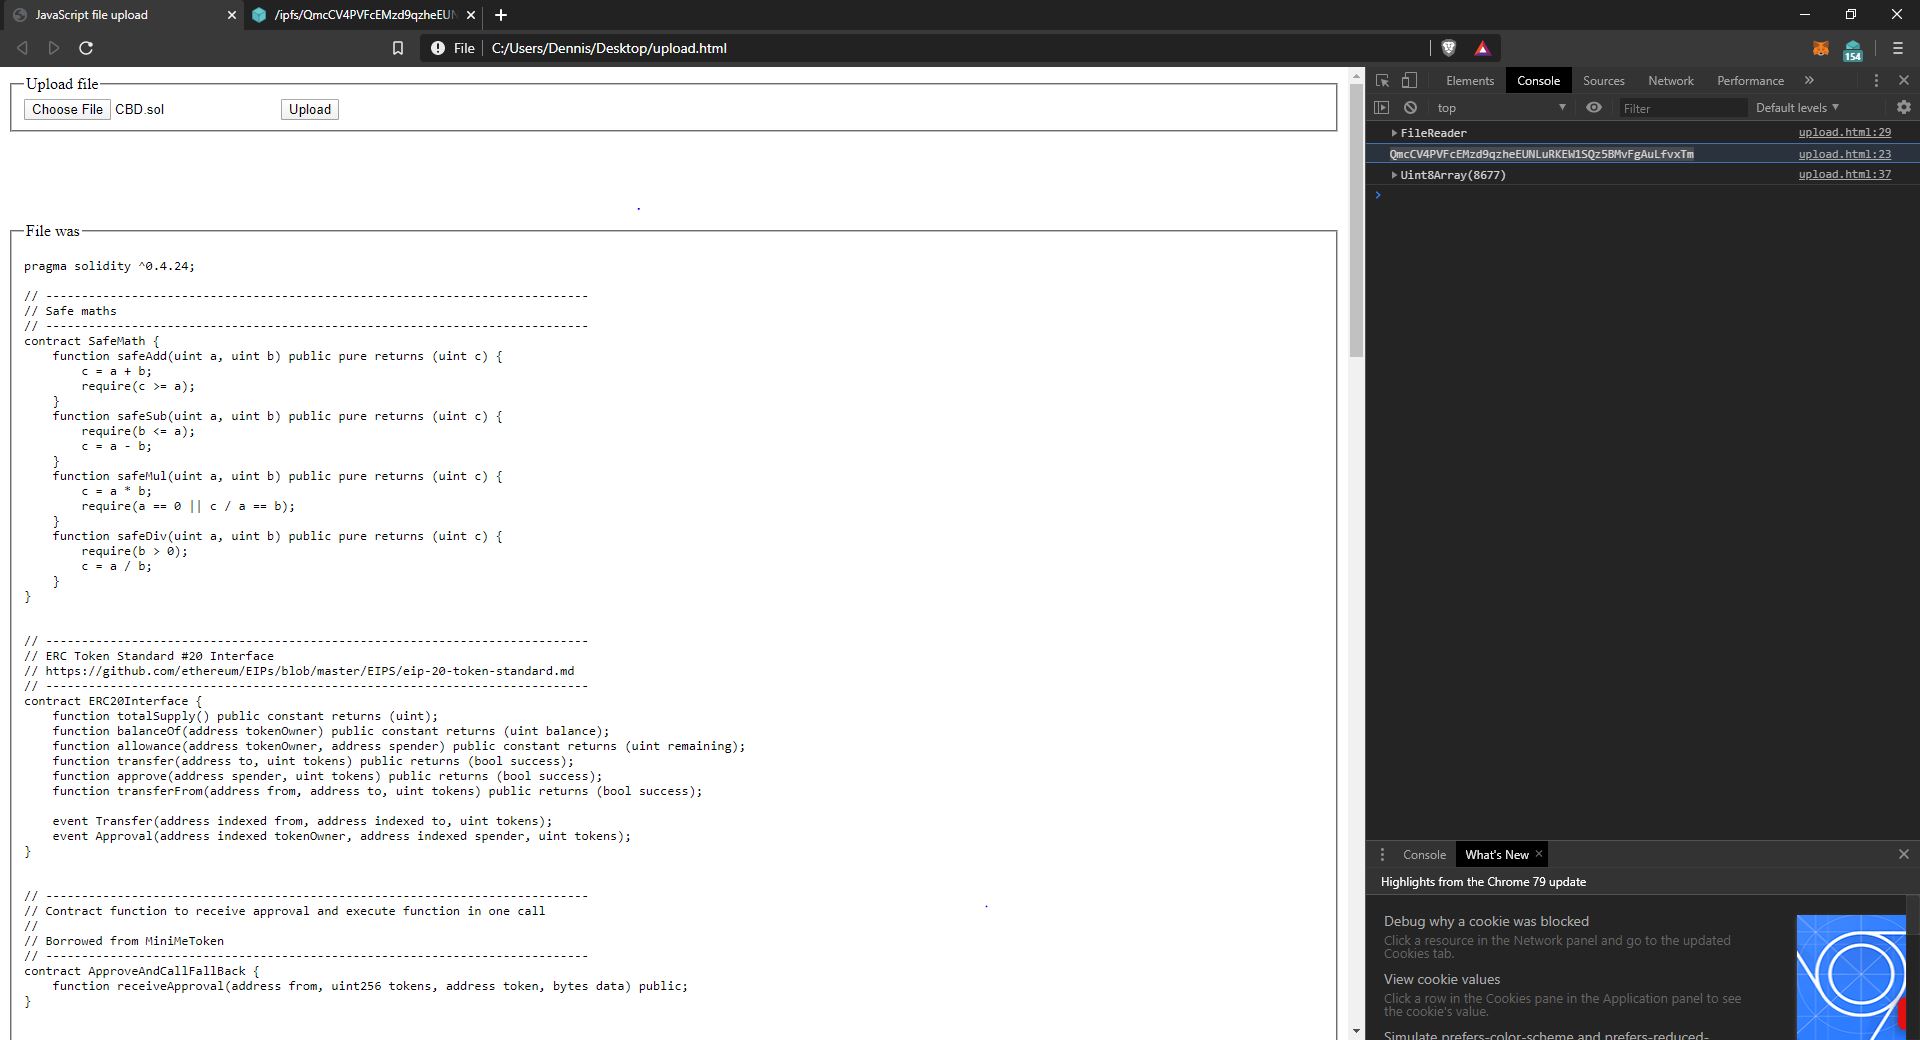 JavaScript file upload
/ipfs/QmcCV4PVFcEMzd9qzheEUN
File
C:/Users/Dennis/Desktop/upload.html
154
Upload file
Choose File CBD.sol Upload
File was
pragma solidity ^0.4.24;
// ----------------------------------------------------------------------------
// Safe maths
// ----------------------------------------------------------------------------
contract SafeMath {
    function safeAdd(uint a, uint b) public pure returns (uint c) {
        c = a + b;
        require(c >= a);
    }
    function safeSub(uint a, uint b) public pure returns (uint c) {
        require(b <= a);
        c = a - b;
    }
    function safeMul(uint a, uint b) public pure returns (uint c) {
        c = a * b;
        require(a == 0 || c / a == b);
    }
    function safeDiv(uint a, uint b) public pure returns (uint c) {
        require(b > 0);
        c = a / b;
    }
}
// ----------------------------------------------------------------------------
// ERC Token Standard #20 Interface
// https://github.com/ethereum/EIPs/blob/master/EIPS/eip-20-token-standard.md
// ----------------------------------------------------------------------------
contract ERC20Interface {
    function totalSupply() public constant returns (uint);
    function balanceOf(address tokenOwner) public constant returns (uint balance);
    function allowance(address tokenOwner, address spender) public constant returns (uint remaining);
    function transfer(address to, uint tokens) public returns (bool success);
    function approve(address spender, uint tokens) public returns (bool success);
    function transferFrom(address from, address to, uint tokens) public returns (bool success);
    event Transfer(address indexed from, address indexed to, uint tokens);
    event Approval(address indexed tokenOwner, address indexed spender, uint tokens);
}
// ----------------------------------------------------------------------------
// Contract function to receive approval and execute function in one call
//
// Borrowed from MiniMeToken
// ----------------------------------------------------------------------------
contract ApproveAndCallFallBack {
    function receiveApproval(address from, uint256 tokens, address token, bytes data) public;
}
Elements Console Sources Network Performance
top Filter Default levels
FileReader upload.html:29
QmcCV4PVFcEMzd9qzheEUNLuRKEW1SQz5BMvFgAuLfvxTm upload.html:23
Uint8Array(8677) upload.html:37
Console What's New
Highlights from the Chrome 79 update
Debug why a cookie was blocked
Click a resource in the Network panel and go to the updated
Cookies tab.
View cookie values
Click a row in the Cookies pane in the Application panel to see
the cookie's value.
Simulate prefers-color-scheme and prefers-reduced-